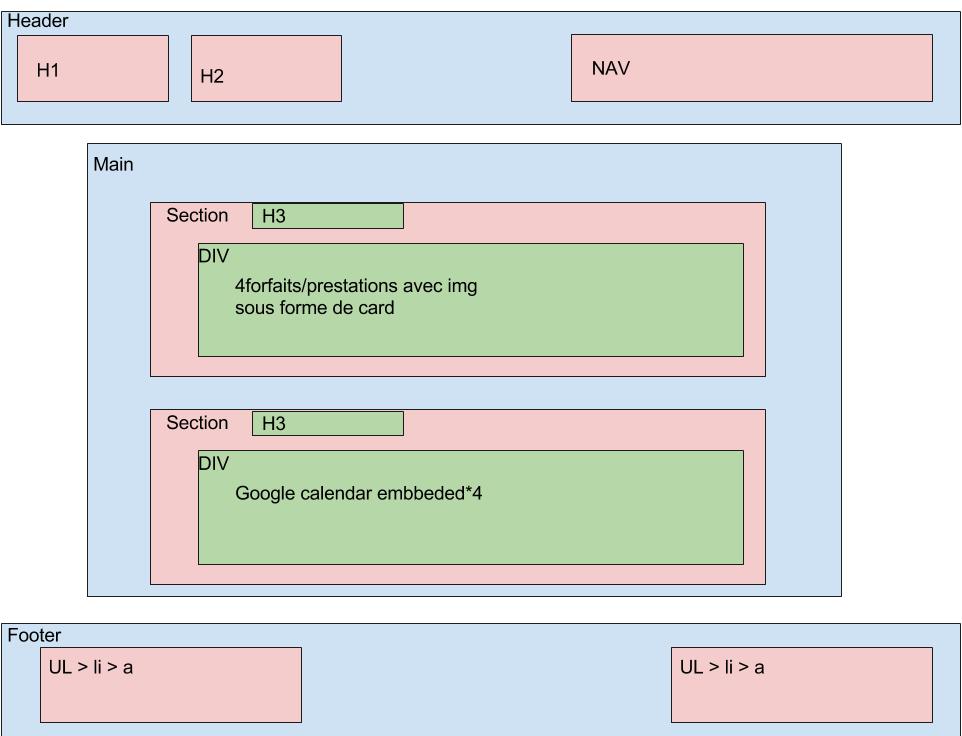 Header
H1
H2
NAV
Main
Section
H3
DIV
4forfaits/prestations avec img
sous forme de card
Section
H3
DIV
Google calendar embbeded*4
Footer
UL > li > a
UL > li > a